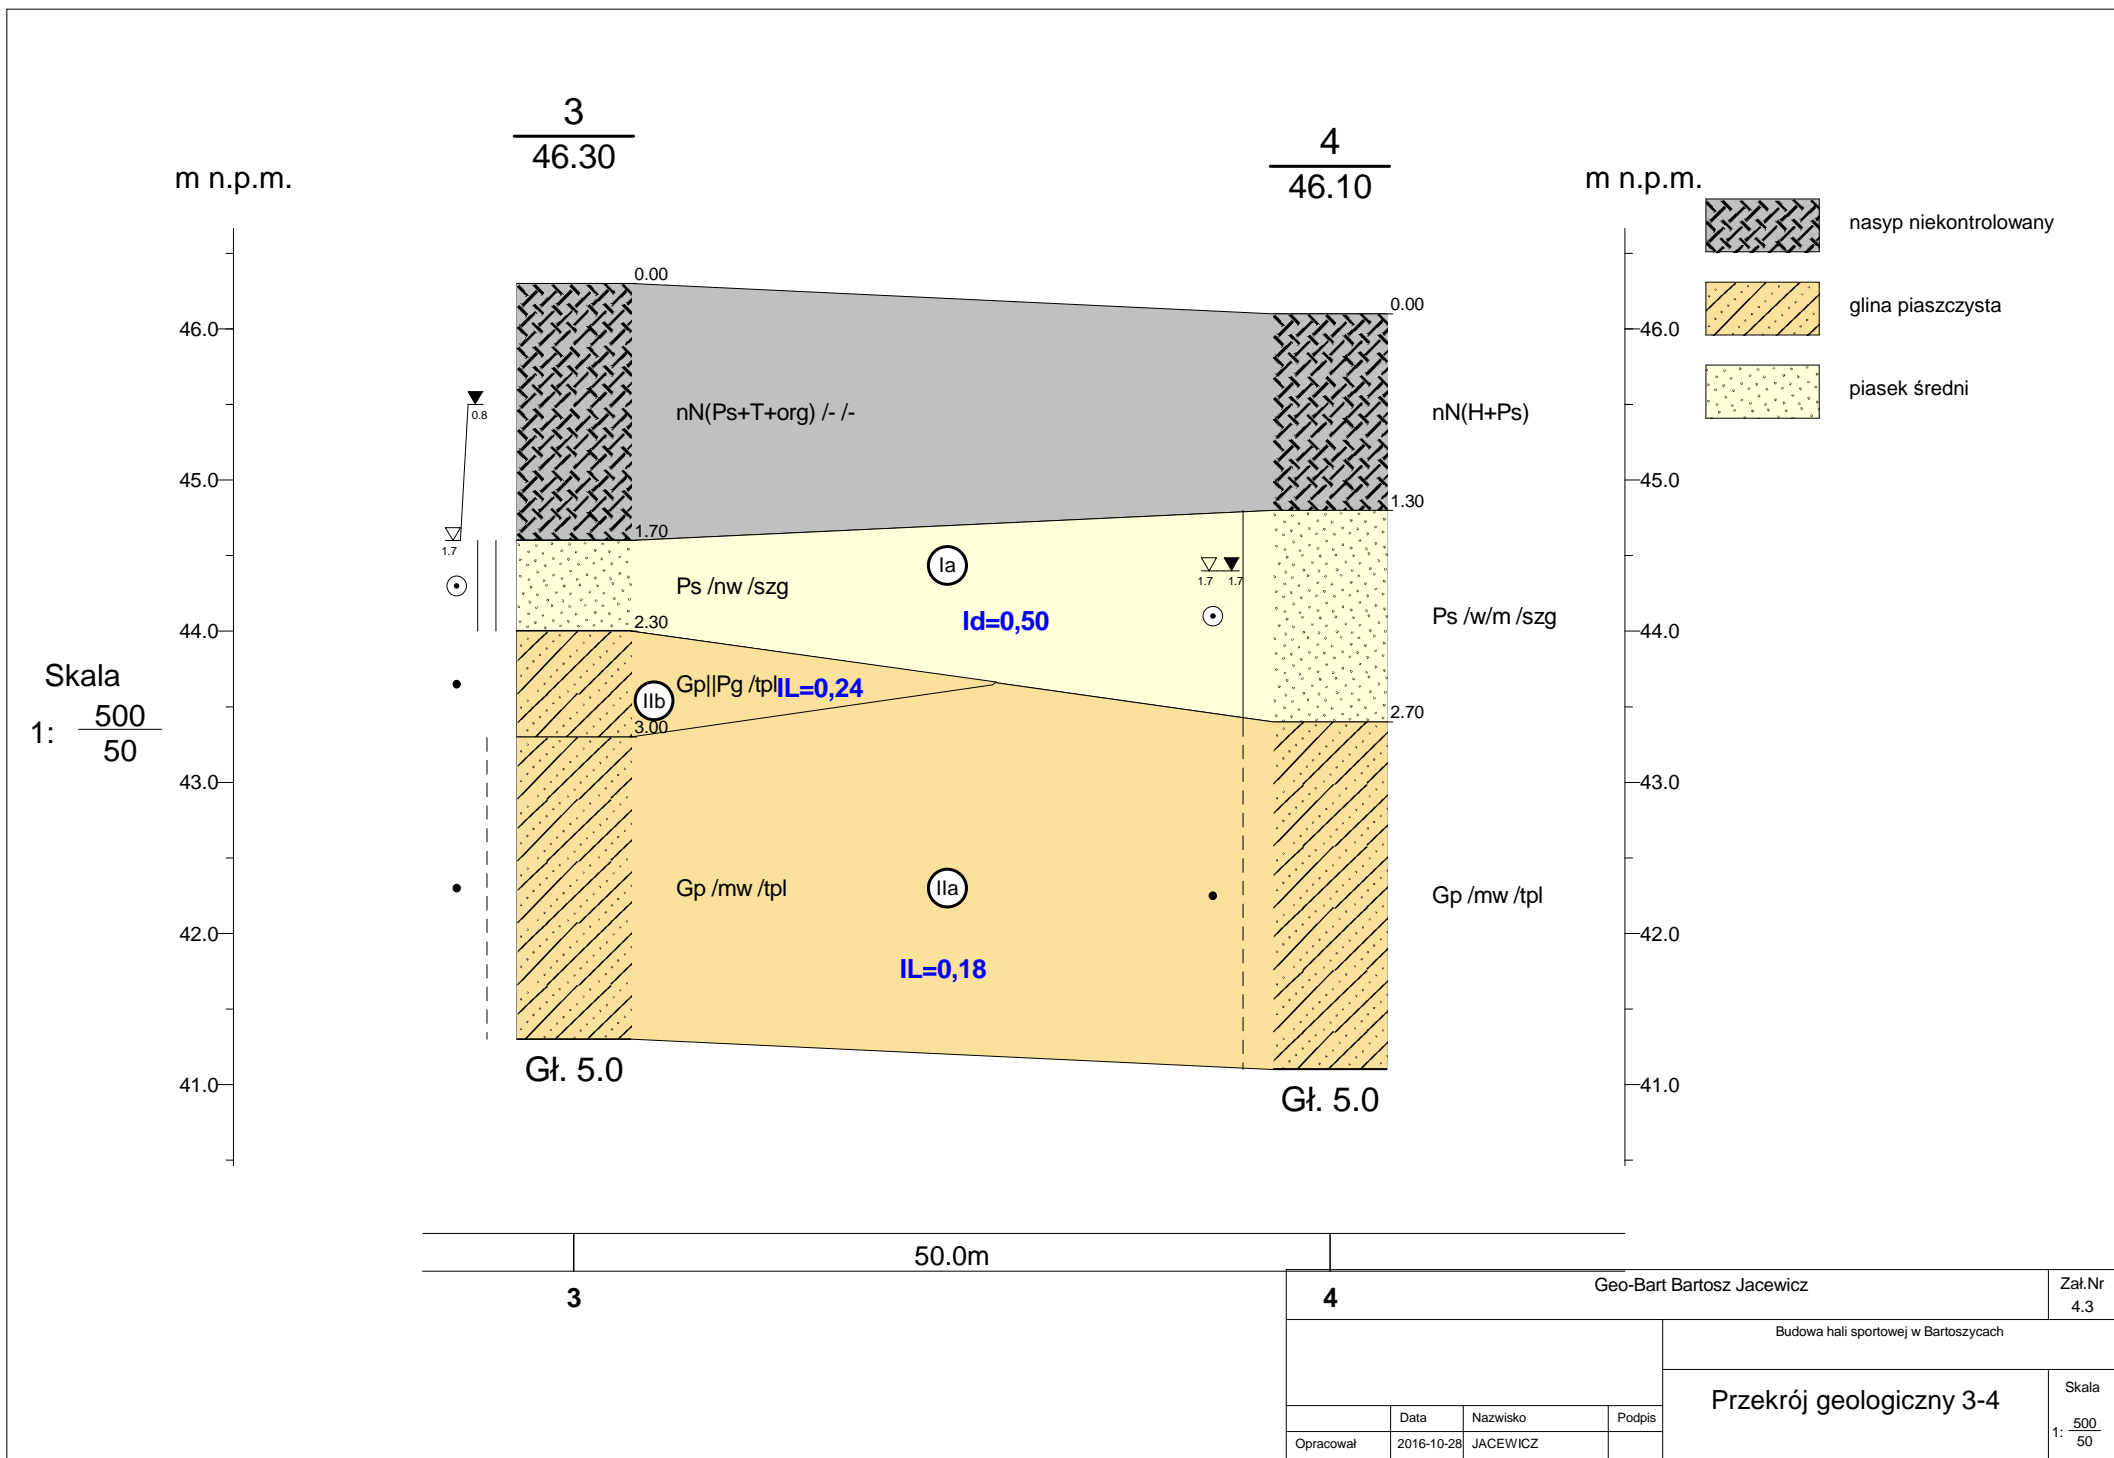 3
46.30
4
46.10
m n.p.m.
m n.p.m.
nasyp niekontrolowany
glina piaszczysta
piasek średni
0.00
0.00
46.0
46.0
0.8
nN(Ps+T+org) /- /-
nN(H+Ps)
45.0
45.0
1.30
1.70
1.7
Ia
Ps /nw /szg
1.7 1.7
Id=0,50
Ps /w/m /szg
2.30
44.0
44.0
Skala
1: 500
50
Gp||Pg /tpl
IL=0,24
IIb
3.00
2.70
43.0
43.0
Gp /mw /tpl
IIa
Gp /mw /tpl
42.0
42.0
IL=0,18
Gł. 5.0
41.0
41.0
Gł. 5.0
50.0m
3
4
Geo-Bart Bartosz Jacewicz
Zał.Nr
4.3
Budowa hali sportowej w Bartoszycach
Przekrój geologiczny 3-4
Skala
1: 500
50
Data Nazwisko Podpis
Opracował 2016-10-28 JACEWICZ